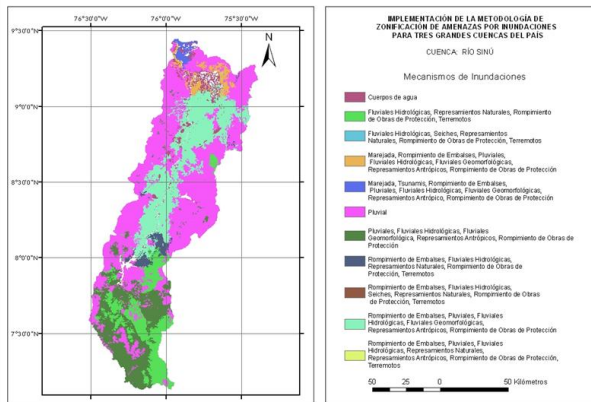 76°30'0"W 76°0'0"W 75°30'0"W
9°30'0"N
9°0'0"N
8°30'0"N
8°0'0"N
7°30'0"N
N
IMPLEMENTACIÓN DE LA METODOLOGÍA DE
ZONIFICACIÓN DE AMENAZAS POR INUNDACIONES
PARA TRES GRANDES CUENCAS DEL PAÍS
CUENCA: RÍO SINÚ
Mecanismos de Inundaciones
Cuerpos de agua
Fluviales Hidrológicas, Represamientos Naturales, Rompimiento
de Obras de Protección, Terremotos
Fluviales Hidrológicas, Seiches, Represamientos
Naturales, Rompimiento de Obras de Protección, Terremotos
Marejada, Rompimiento de Embalses, Pluviales,
Fluviales Hidrológicas, Fluviales Geomorfológicas,
Represamientos Antrópicos, Rompimiento de Obras de Protección
Marejada, Tsunamis, Rompimiento de Embalses,
Pluviales, Fluviales Hidrológicas, Fluviales Geomorfológicas,
Represamientos Antrópico, Rompimiento de Obras de Protección
Pluvial
Pluviales, Fluviales Hidrológicas, Fluviales
Geomorfológica, Represamientos Antrópicos, Rompimiento de Obras de
Protección
Rompimiento de Embalses, Fluviales Hidrológicas,
Represamientos Naturales, Rompimiento de Obras de
Protección, Terremotos
Rompimiento de Embalses, Fluviales Hidrológicas,
Seiches, Represamientos Naturales, Rompimiento de Obras
de Protección, Terremotos
Rompimiento de Embalses, Pluviales, Fluviales
Hidrológicas, Fluviales Geomorfológicas,
Represamientos Antrópicos, Rompimiento de Obras de Protección
Rompimiento de Embalses, Pluviales, Fluviales
Hidrológicas, Represamientos Naturales,
Represamientos Antrópicos, Rompimiento de Obras de Protección,
Terremotos
50 25 0 50 Kilómetros